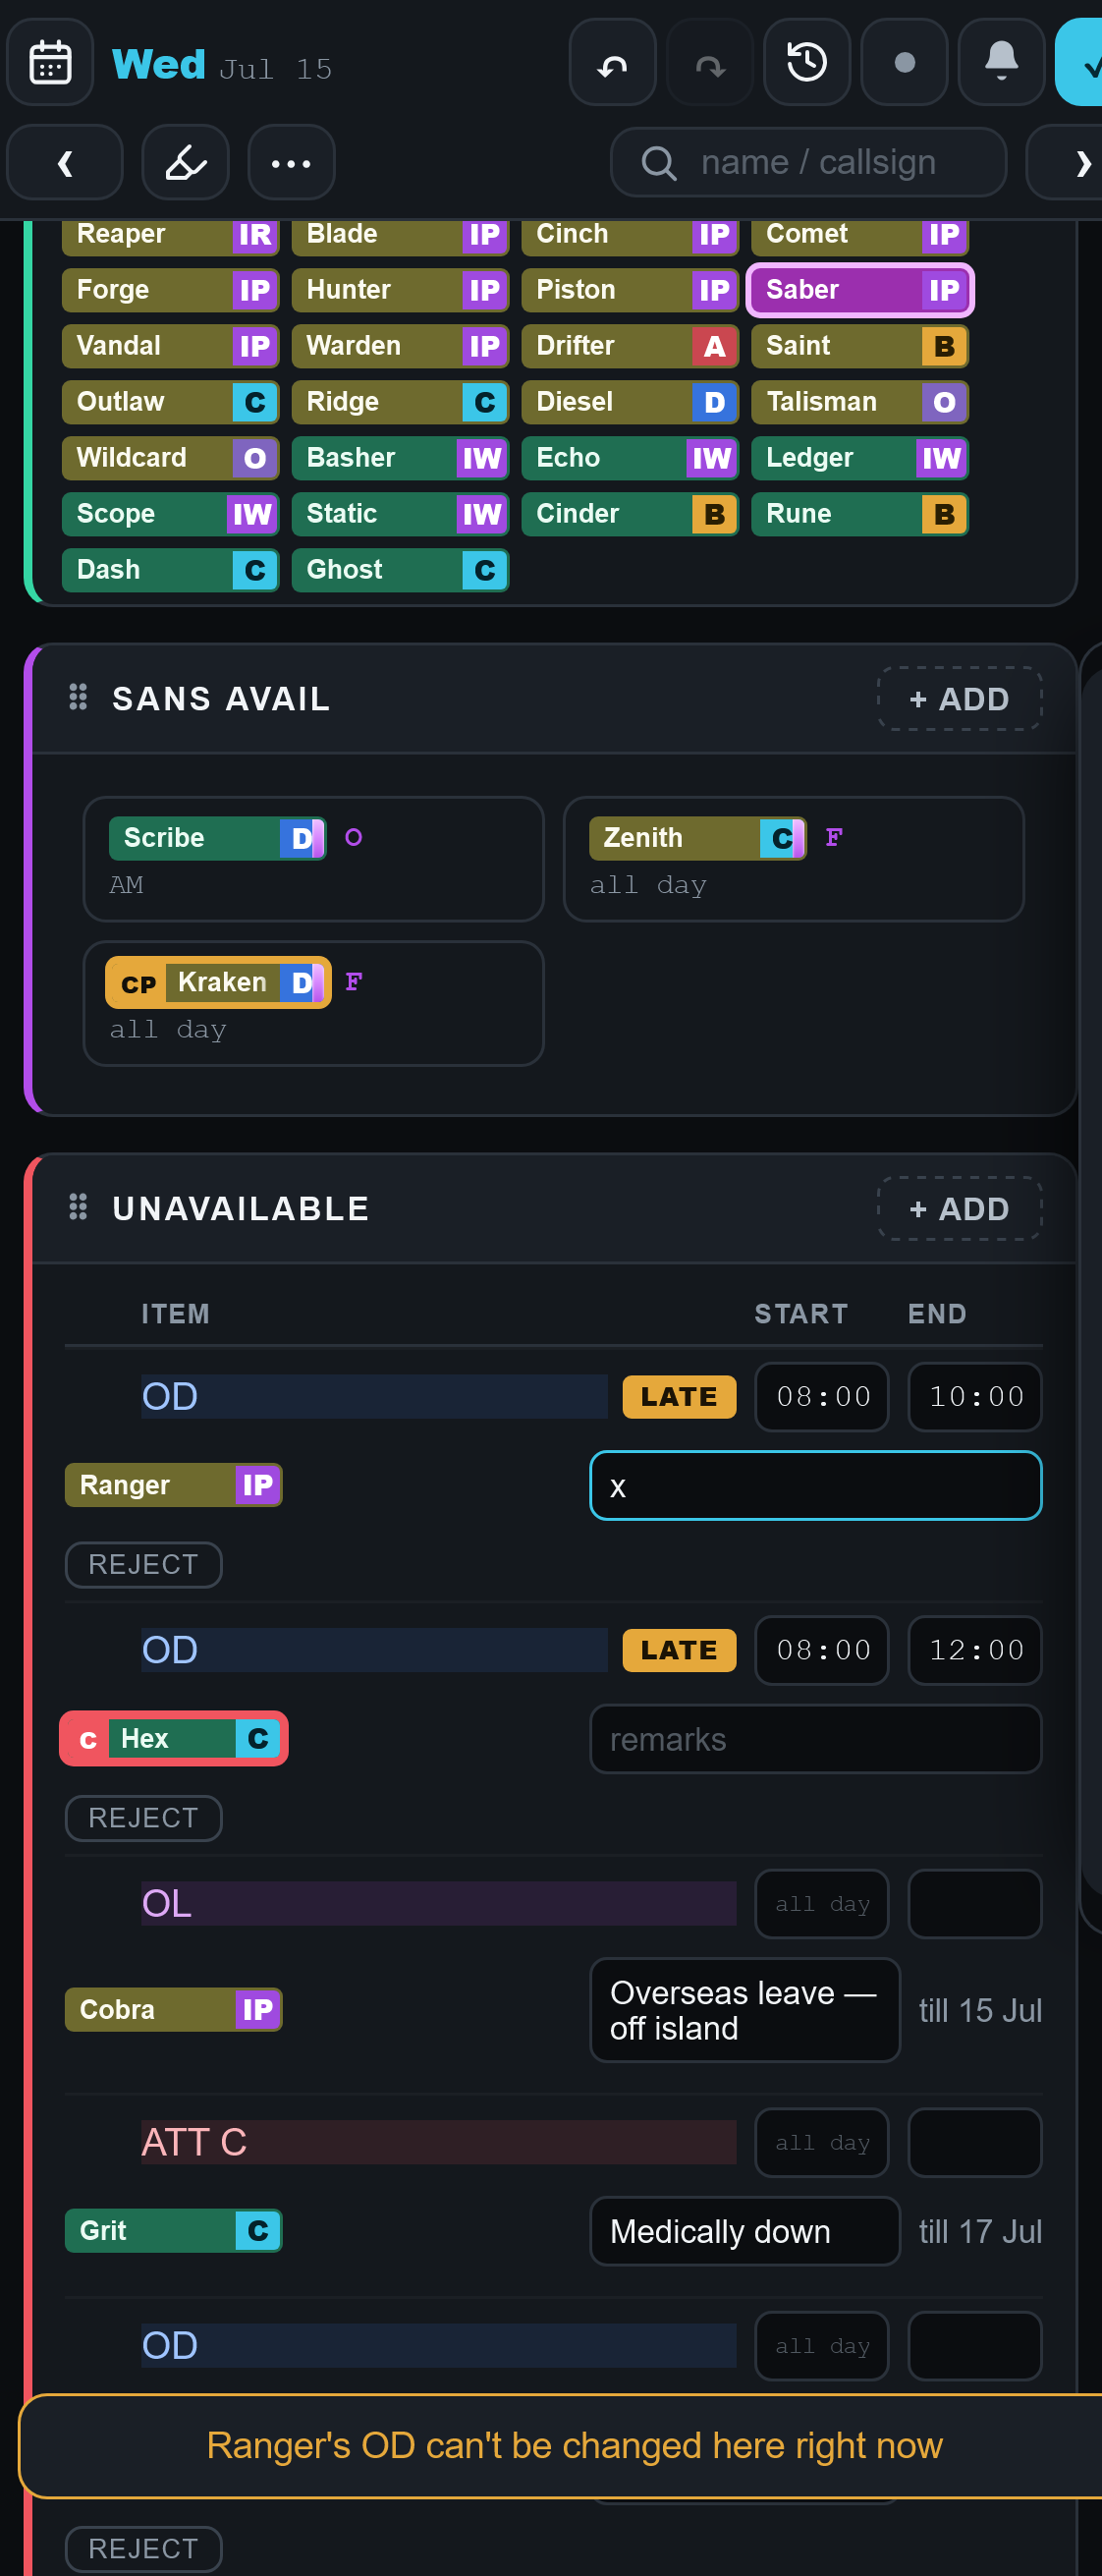 Wed Jul 15
name / callsign
Reaper IR Blade IP Cinch IP Comet IP
Forge IP Hunter IP Piston IP Saber IP
Vandal IP Warden IP Drifter A Saint B
Outlaw C Ridge C Diesel D Talisman O
Wildcard O Basher IW Echo IW Ledger IW
Scope IW Static IW Cinder B Rune B
Dash C Ghost C
SANS AVAIL + ADD
Scribe D O Zenith C F
AM all day
CP Kraken D F
all day
UNAVAILABLE + ADD
ITEM START END
OD LATE 08:00 10:00
Ranger IP x
REJECT
OD LATE 08:00 12:00
C Hex C remarks
REJECT
OL all day
Cobra IP Overseas leave — till 15 Jul
off island
ATT C all day
Grit C Medically down till 17 Jul
OD all day
Ranger's OD can't be changed here right now
REJECT